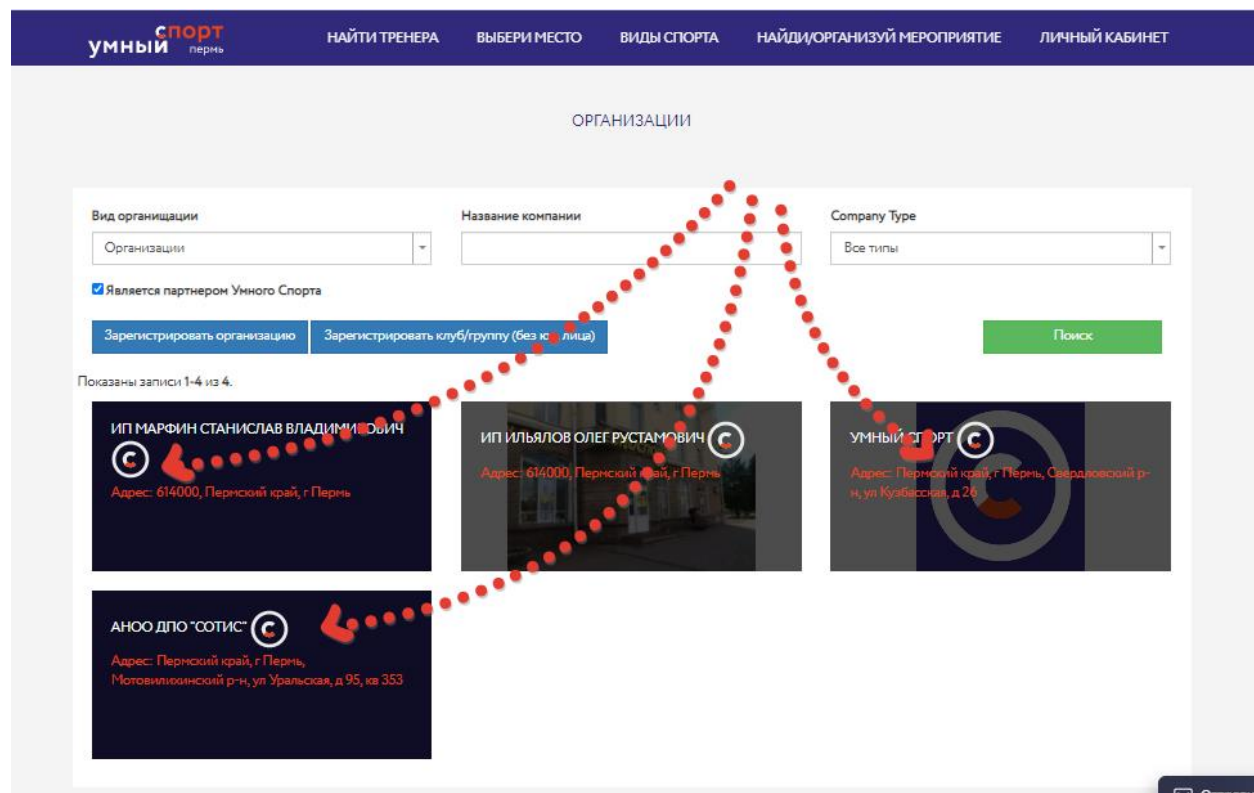 спорт
умный пермь
НАЙТИ ТРЕНЕРА ВЫБЕРИ МЕСТО ВИДЫ СПОРТА НАЙДИ/ОРГАНИЗУЙ МЕРОПРИЯТИЕ ЛИЧНЫЙ КАБИНЕТ
ОРГАНИЗАЦИИ
Вид органищации Название компании Company Type
Организации Все типы
Является партнером Умного Спорта
Зарегистрировать организацию Зарегистрировать клуб/группу (без юр. лица) Поиск
Показаны записи 1-4 из 4.
ИП МАРФИН СТАНИСЛАВ ВЛАДИМИРОВИЧ
Адрес: 614000, Пермский край, г Пермь
ИП ИЛЬЯЛОВ ОЛЕГ РУСТАМОВИЧ
Адрес: 614000, Пермский край, г Пермь
УМНЫЙ СПОРТ
Адрес: Пермский край, г Пермь, Свердловский р-
н, ул Кузбасская, д 26
АНОО ДПО "СОТИС"
Адрес: Пермский край, г Пермь,
Мотовилихинский р-н, ул Уральская, д 95, кв 353